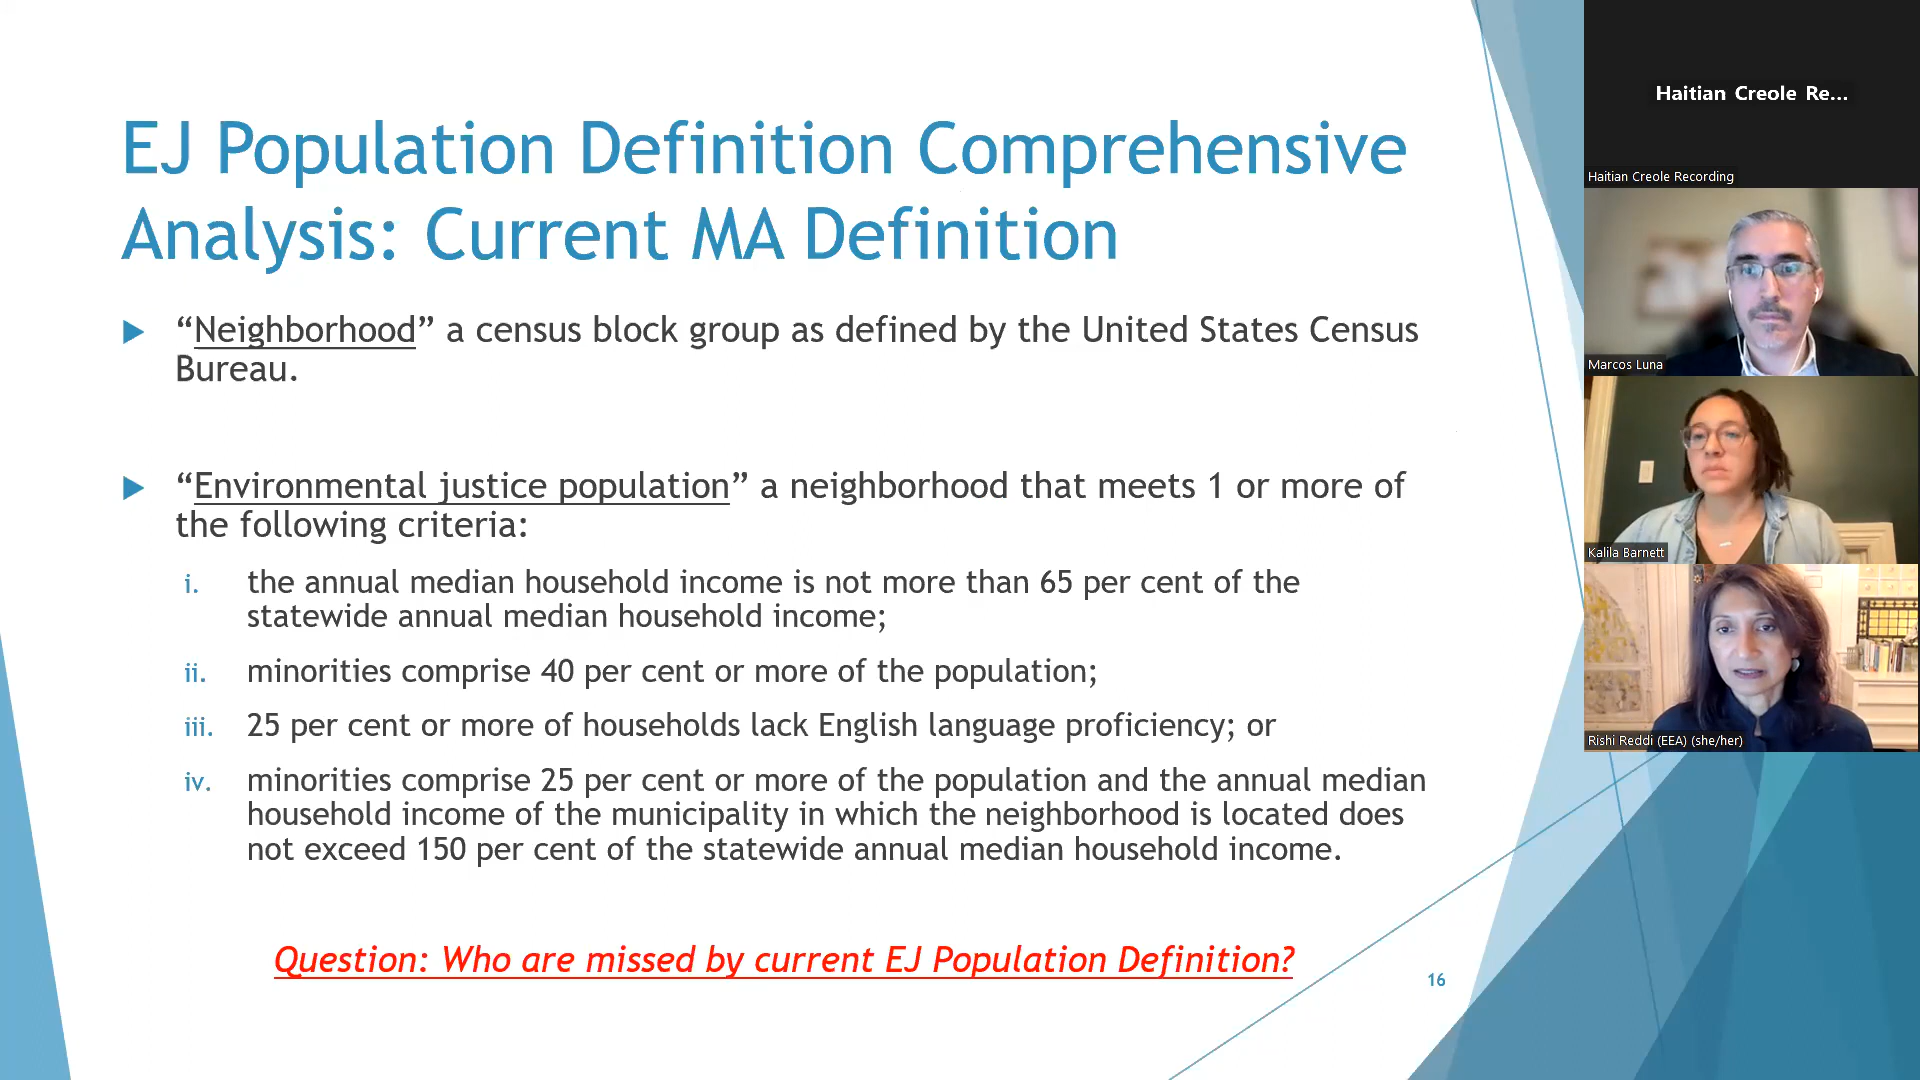 EJ Population Definition Comprehensive
Analysis: Current MA Definition
“Neighborhood” a census block group as defined by the United States Census
Bureau.
“Environmental justice population” a neighborhood that meets 1 or more of
the following criteria:
i. the annual median household income is not more than 65 per cent of the
statewide annual median household income;
ii. minorities comprise 40 per cent or more of the population;
iii. 25 per cent or more of households lack English language proficiency; or
iv. minorities comprise 25 per cent or more of the population and the annual median
household income of the municipality in which the neighborhood is located does
not exceed 150 per cent of the statewide annual median household income.
Question: Who are missed by current EJ Population Definition?
16
Haitian Creole Re...
Haitian Creole Recording
Marcos Luna
Kalila Barnett
Rishi Reddi (EEA) (she/her)